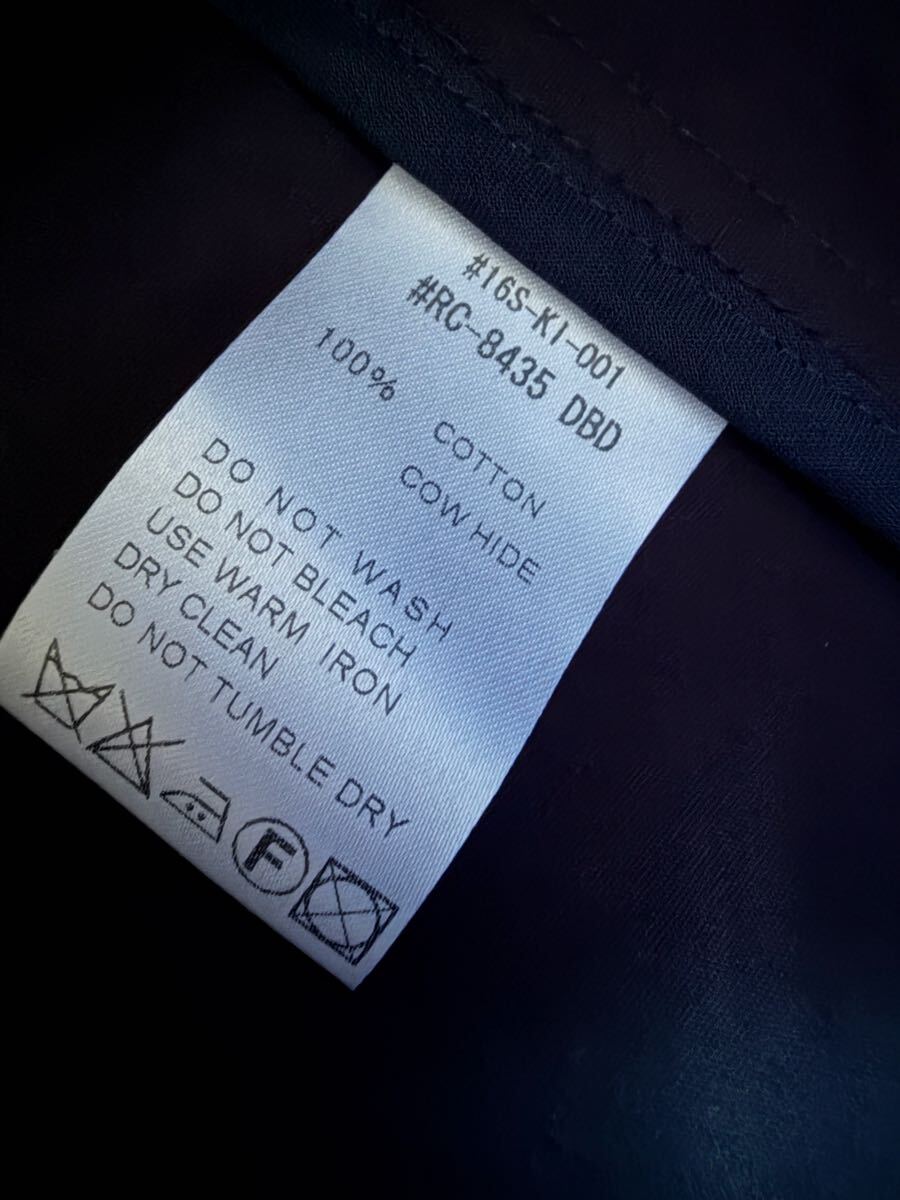 #16S-KI-001
#RC-8435 DBD
100% COTTON
COW HIDE
DO NOT WASH
DO NOT BLEACH
USE WARM IRON
DRY CLEAN
DO NOT TUMBLE DRY
F